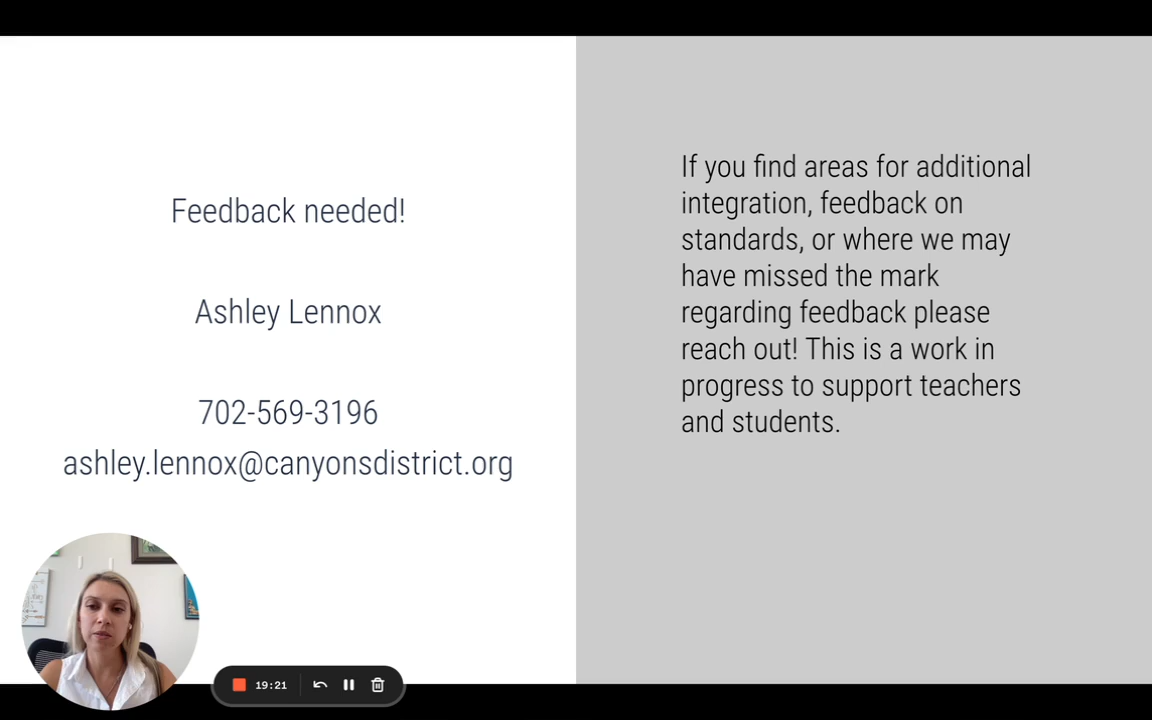 Feedback needed!
Ashley Lennox
702-569-3196
ashley.lennox@canyonsdistrict.org
If you find areas for additional
integration, feedback on
standards, or where we may
have missed the mark
regarding feedback please
reach out! This is a work in
progress to support teachers
and students.
19:21